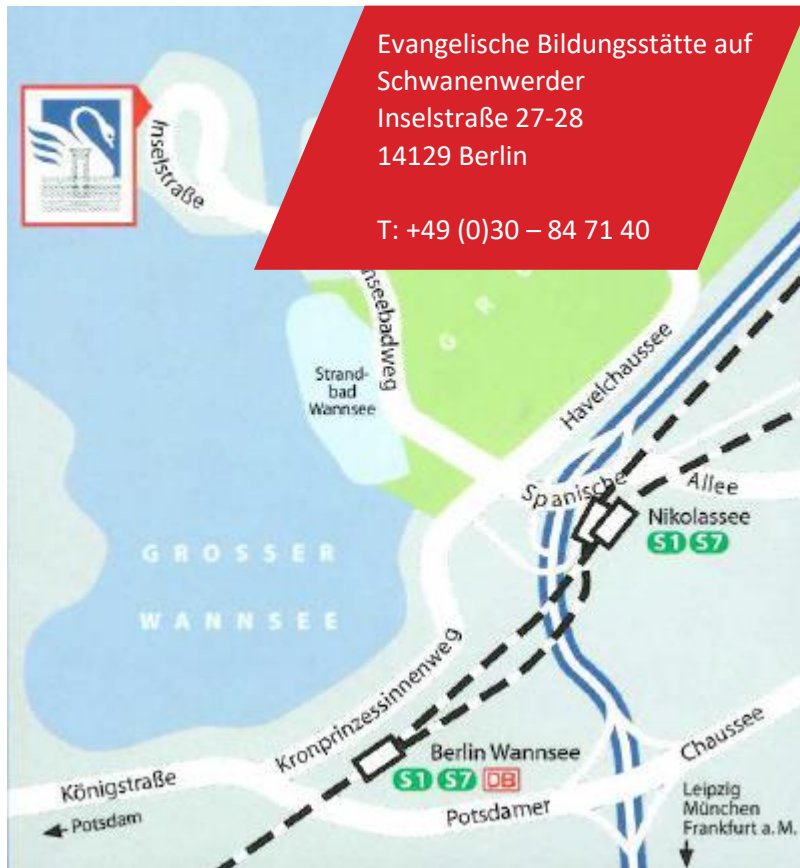 Evangelische Bildungsstätte auf
Schwanenwerder
Inselstraße 27-28
14129 Berlin
T: +49 (0)30 – 84 71 40
Inselstraße
nseebadweg
G R
Strand-
bad
Wannsee
Havelchaussee
Spanische
Allee
Nikolassee
S1 S7
GROSSER
WANNSEE
Kronprinzessinnenweg
Berlin Wannsee
S1 S7 DB
Königstraße
Potsdam
Potsdamer
Chaussee
Leipzig
München
Frankfurt a. M.